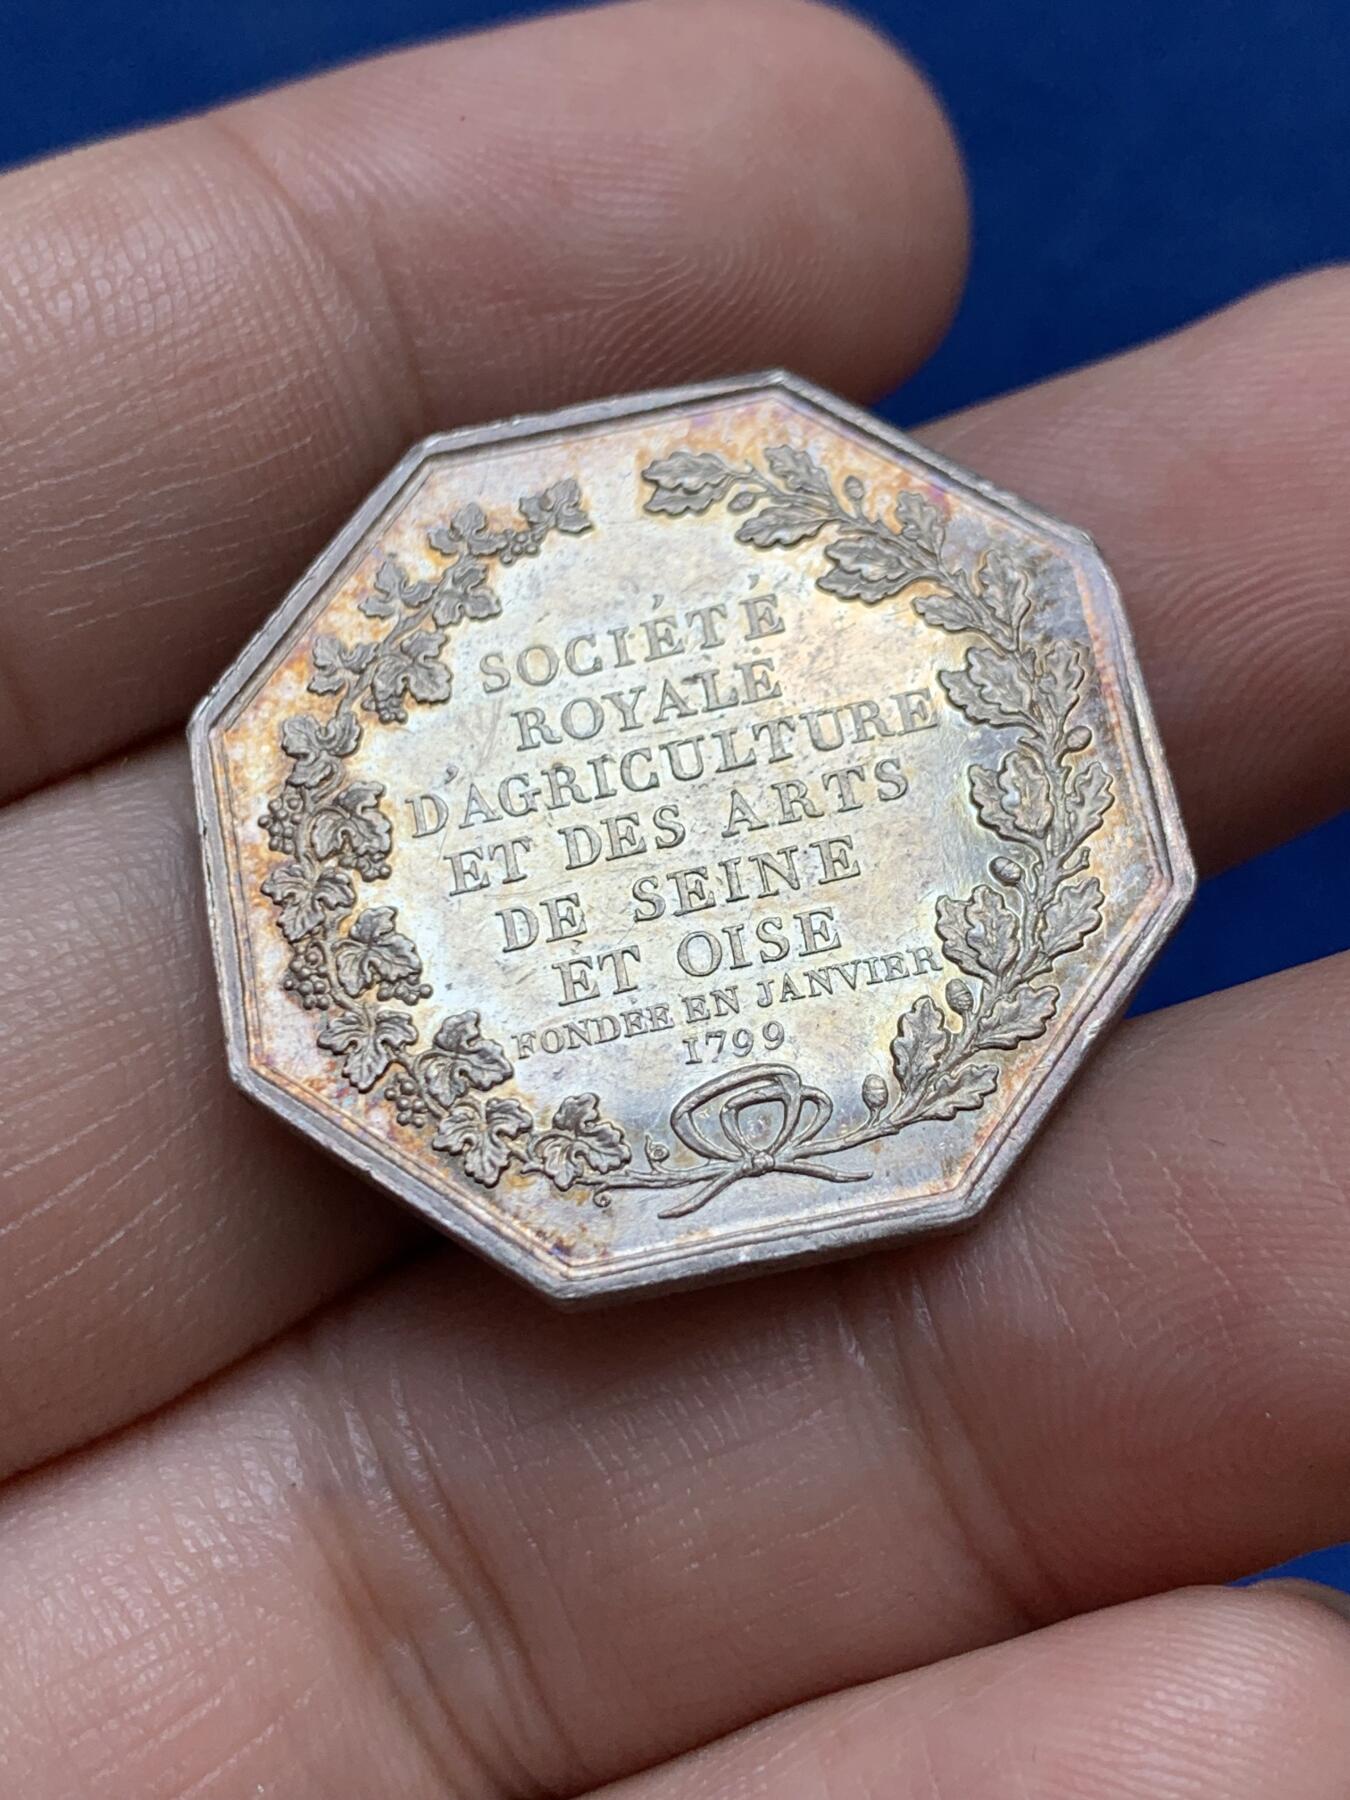 SOCIÉTÉ
ROYALE
D'AGRICULTURE
ET DES ARTS
DE SEINE
ET OISE
FONDÉE EN JANVIER
1799